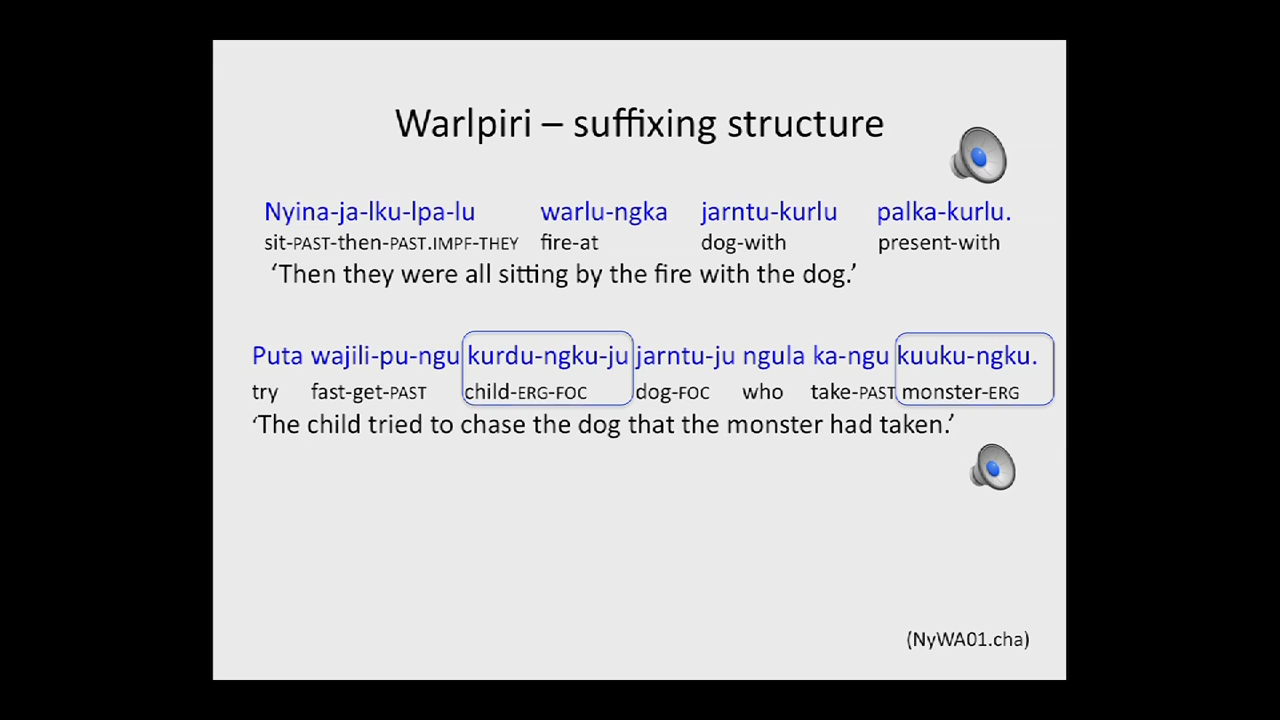 Warlpiri – suffixing structure
Nyina-ja-lku-lpa-lu warlu-ngka jarntu-kurlu palka-kurlu.
sit-PAST-then-PAST.IMPF-THEY fire-at dog-with present-with
‘Then they were all sitting by the fire with the dog.’
Puta wajili-pu-ngu kurdu-ngku-ju jarntu-ju ngula ka-ngu kuuku-ngku.
try fast-get-PAST child-ERG-FOC dog-FOC who take-PAST monster-ERG
‘The child tried to chase the dog that the monster had taken.’
(NyWA01.cha)